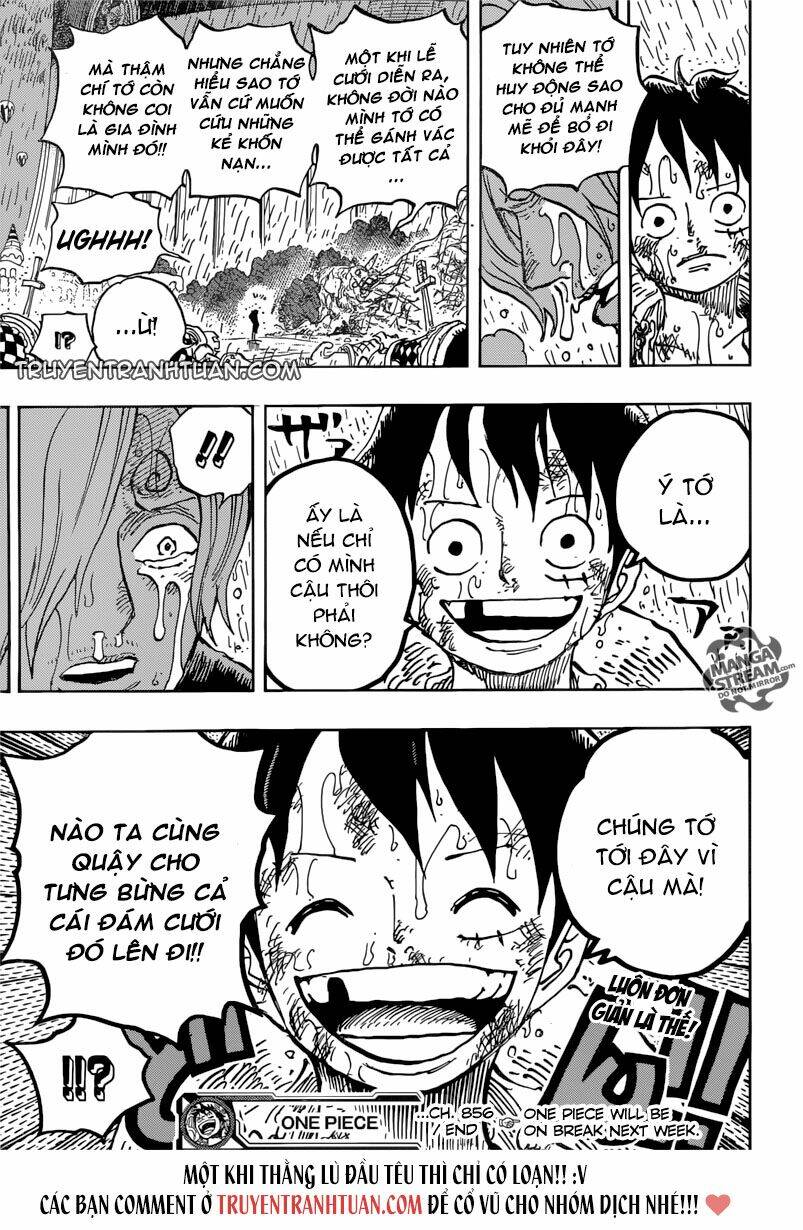 TUY NHIÊN TỚ
KHÔNG THỂ
HUY ĐỘNG SAO
CHO ĐỦ MẠNH
MẼ ĐỂ BỎ ĐI
KHỎI ĐÂY!
MỘT KHI LỄ
CƯỚI DIỄN RA,
KHÔNG ĐỜI NÀO
MÌNH TỚ CÓ
THỂ GÁNH VÁC
ĐƯỢC TẤT CẢ
...
NHƯNG CHẲNG
HIỂU SAO TỚ
VẪN CỨ MUỐN
CỨU NHỮNG
KẺ KHỐN
NẠN...
MÀ THẬM
CHÍ TỚ CÒN
KHÔNG COI
LÀ GIA ĐÌNH
MÌNH ĐÓ!!
UGHHH!
...Ừ!
!?
TRUYENTRANHTUAN.COM
ザァァ
Ý TỚ
LÀ...
ẤY LÀ
NẾU CHỈ
CÓ MÌNH
CẬU THÔI
PHẢI
KHÔNG?
!!
MANGA
STREAM.com
DO NOT MIRROR
CHÚNG TỚ
TỚI ĐÂY VÌ
CẬU MÀ!
NÀO TA CÙNG
QUẬY CHO
TƯNG BỪNG CẢ
CÁI ĐÁM CƯỚI
ĐÓ LÊN ĐI!!
LUÔN ĐƠN
GIẢN LÀ THẾ!
!!?
ONE PIECE
...CH. 856
/ END
ONE PIECE WILL BE
ON BREAK NEXT WEEK.
MỘT KHI THẰNG LÙ ĐẦU TÊU THÌ CHỈ CÓ LOẠN!! :V
CÁC BẠN COMMENT Ở TRUYENTRANHTUAN.COM ĐỂ CỔ VŨ CHO NHÓM DỊCH NHÉ!!! ❤